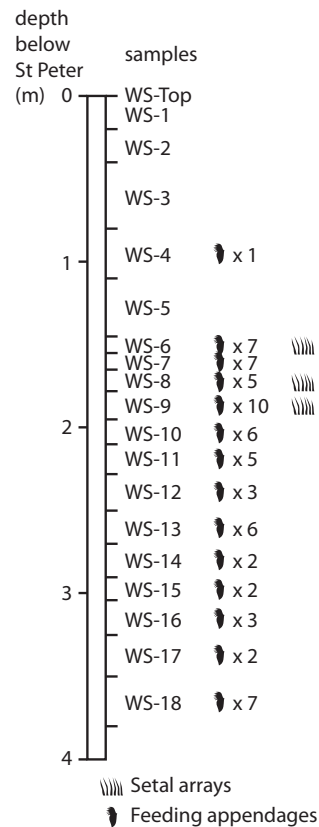 depth
below
St Peter
(m)
samples
0
WS-Top
WS-1
WS-2
WS-3
1
WS-4 x 1
WS-5
WS-6 x 7
WS-7 x 7
WS-8 x 5
WS-9 x 10
2
WS-10 x 6
WS-11 x 5
WS-12 x 3
WS-13 x 6
WS-14 x 2
3
WS-15 x 2
WS-16 x 3
WS-17 x 2
WS-18 x 7
4
Setal arrays
Feeding appendages